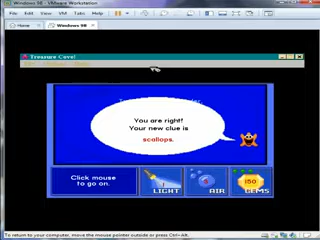 Windows 98 - VMware Workstation
File Edit View VM Tabs Help
Home Windows 98
Treasure Cove!
You are right!
Your new clue is
scallops.
Click mouse
to go on.
LIGHT AIR GEMS
150
To return to your computer, move the mouse pointer outside or press Ctrl+Alt.